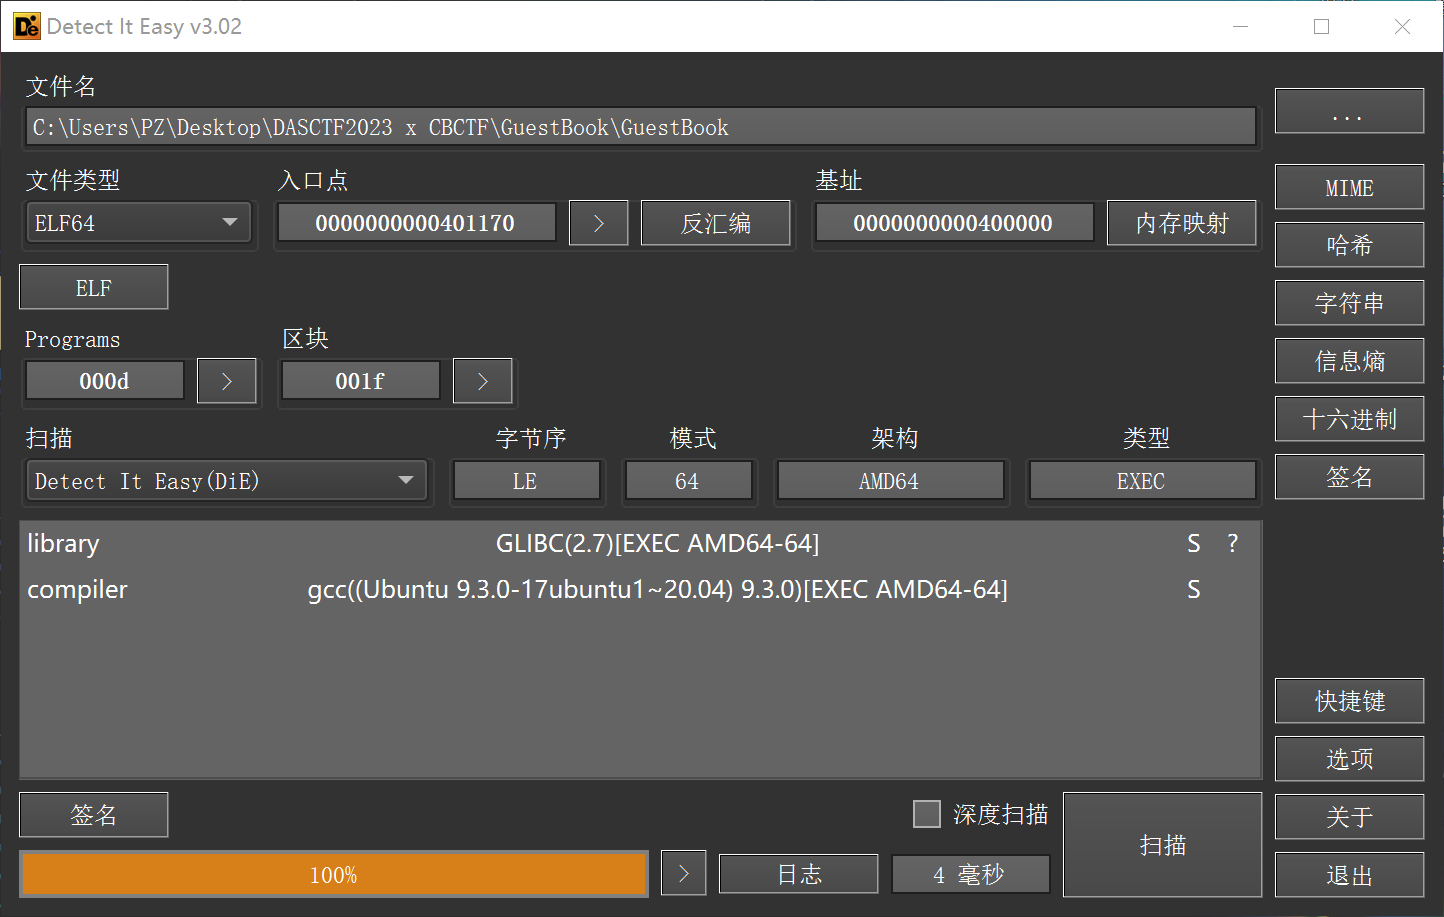 Detect It Easy v3.02
文件名
C:\Users\PZ\Desktop\DASCTF2023 x CBCTF\GuestBook\GuestBook
...
文件类型 入口点 基址
ELF64 0000000000401170 > 反汇编 0000000000400000 内存映射
MIME
哈希
ELF
字符串
Programs 区块
000d > 001f >
信息熵
十六进制
扫描 字节序 模式 架构 类型
Detect It Easy(DiE) LE 64 AMD64 EXEC
签名
library GLIBC(2.7)[EXEC AMD64-64] S ?
compiler gcc((Ubuntu 9.3.0-17ubuntu1~20.04) 9.3.0)[EXEC AMD64-64] S
快捷键
选项
签名 深度扫描 扫描
关于
100% > 日志 4 毫秒
退出